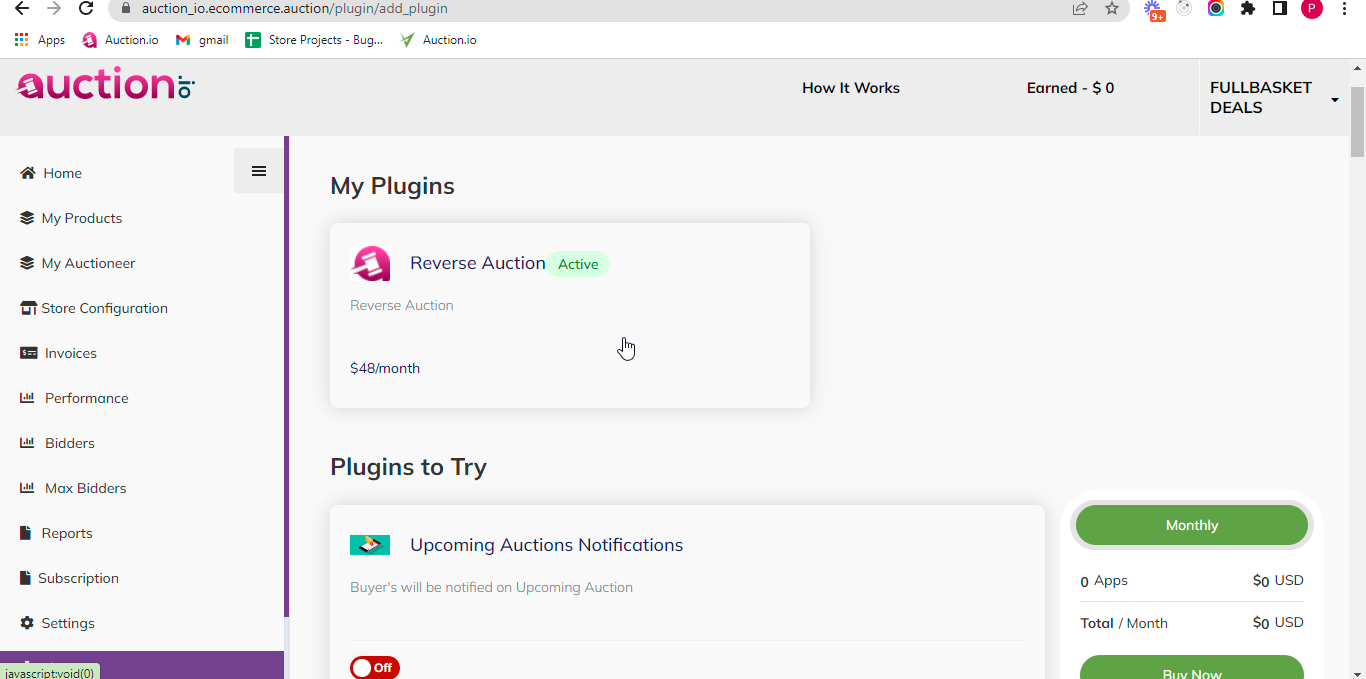 auction_io.ecommerce.auction/plugin/add_plugin
9+
P
Apps
Auction.io
gmail
Store Projects - Bug...
Auction.io
auction.io
How It Works
Earned - $ 0
FULLBASKET
DEALS
Home
My Products
My Auctioneer
Store Configuration
Invoices
Performance
Bidders
Max Bidders
Reports
Subscription
Settings
javascript:void(0)
My Plugins
Reverse Auction Active
Reverse Auction
$48/month
Plugins to Try
Upcoming Auctions Notifications
Buyer's will be notified on Upcoming Auction
Off
Monthly
0 Apps $0 USD
Total / Month $0 USD
Buy Now